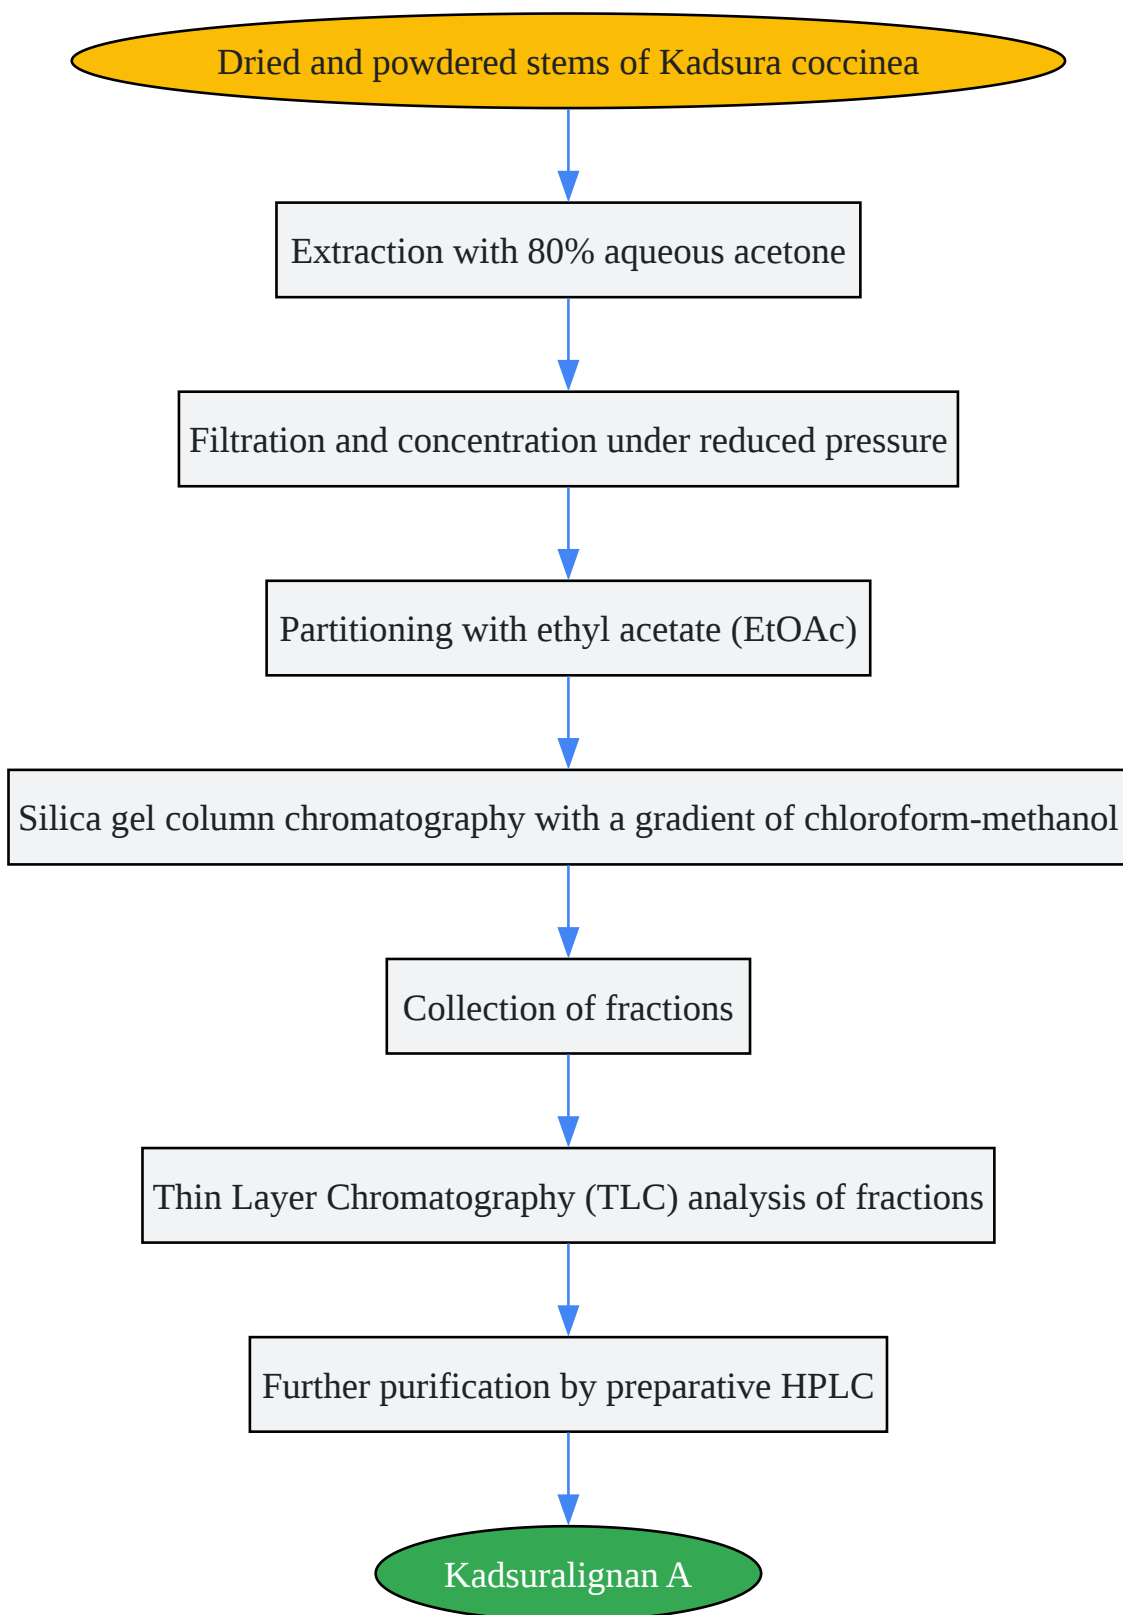 Dried and powdered stems of Kadsura coccinea
Extraction with 80% aqueous acetone
Filtration and concentration under reduced pressure
Partitioning with ethyl acetate (EtOAc)
Silica gel column chromatography with a gradient of chloroform-methanol
Collection of fractions
Thin Layer Chromatography (TLC) analysis of fractions
Further purification by preparative HPLC
Kadsuralignan A